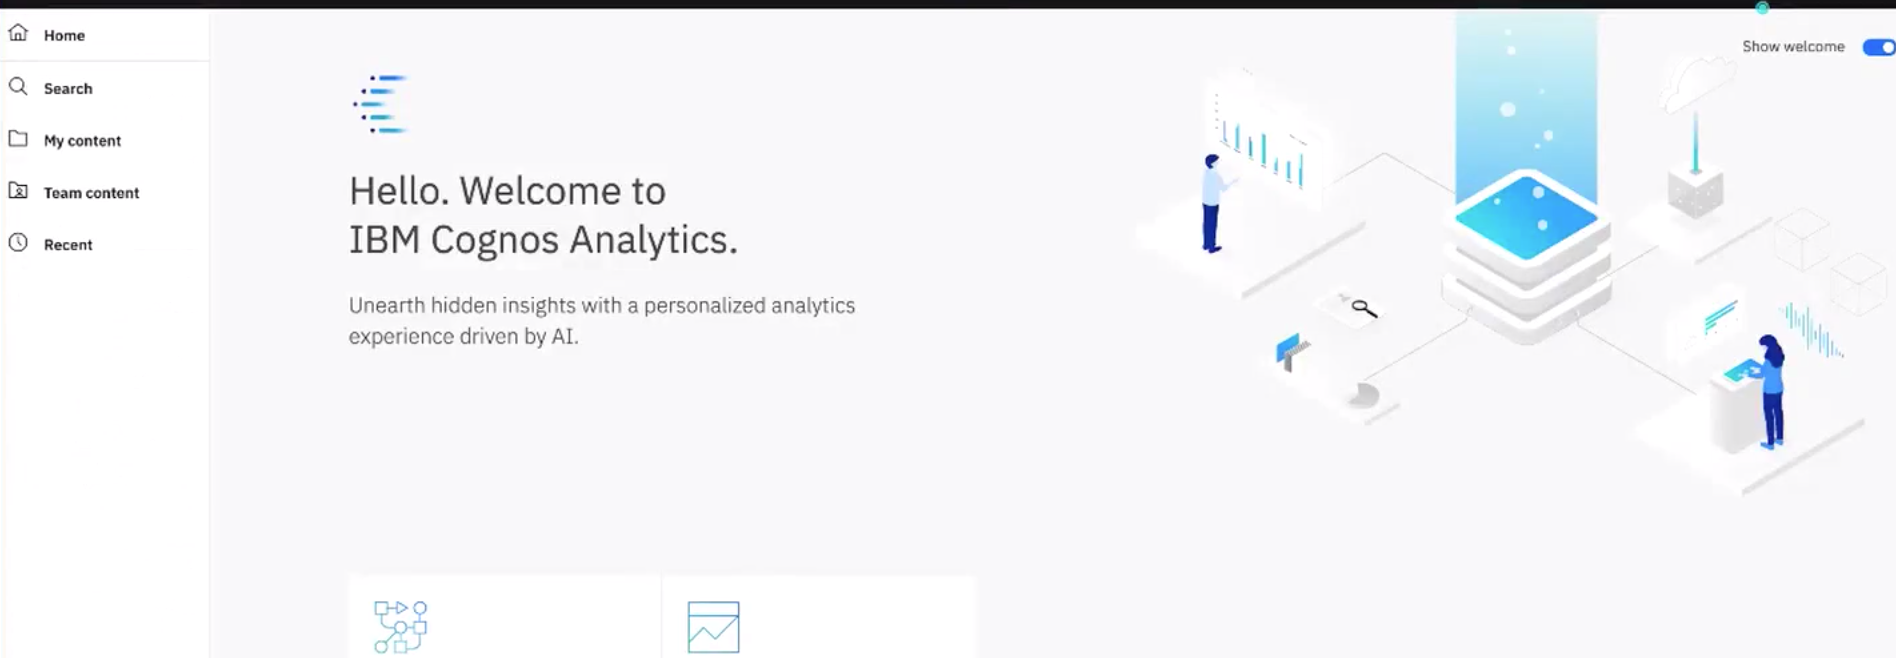 Home
Search
My content
Team content
Recent
Show welcome
Hello. Welcome to
IBM Cognos Analytics.
Unearth hidden insights with a personalized analytics
experience driven by AI.